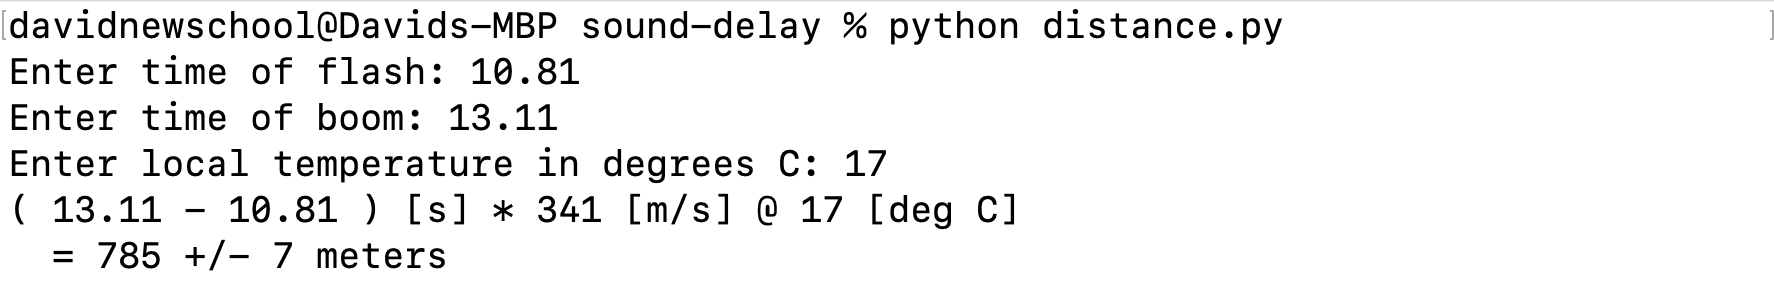 [davidnewschool@Davids-MBP sound-delay % python distance.py ]
Enter time of flash: 10.81
Enter time of boom: 13.11
Enter local temperature in degrees C: 17
( 13.11 - 10.81 ) [s] * 341 [m/s] @ 17 [deg C]
  = 785 +/- 7 meters